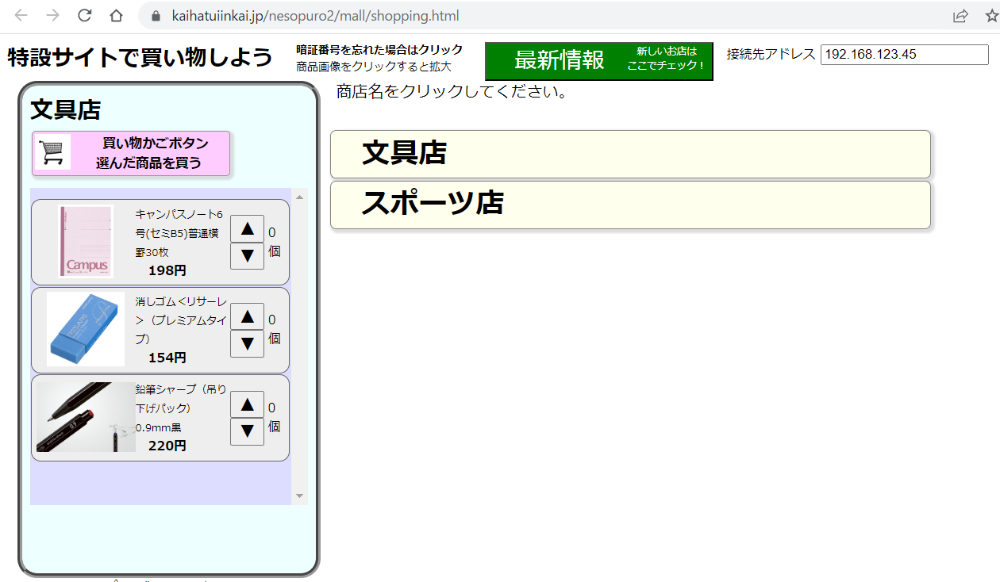 kaihatuiinkai.jp/nesopuro2/mall/shopping.html
特設サイトで買い物しよう
暗証番号を忘れた場合はクリック
商品画像をクリックすると拡大
最新情報
新しいお店は
ここでチェック！
接続先アドレス 192.168.123.45
文具店
買い物かごボタン
選んだ商品を買う
キャンパスノート6
号(セミB5)普通横
罫30枚
198円
▲
▼
0
個
消しゴム＜リサーレ
＞（プレミアムタイ
プ）
154円
▲
▼
0
個
鉛筆シャープ（吊り
下げパック）
0.9mm黒
220円
▲
▼
0
個
Campus
0.9
商店名をクリックしてください。
文具店
スポーツ店